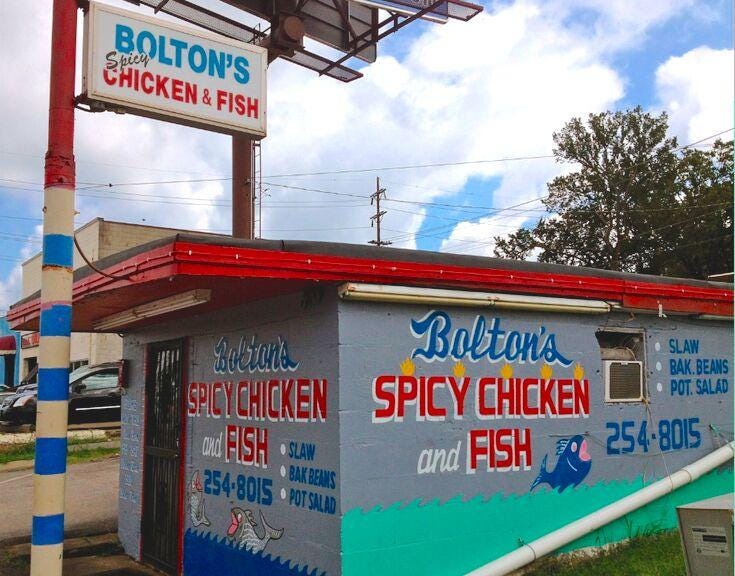 BOLTON'S
Spicy
CHICKEN & FISH
Bolton's
SPICY CHICKEN
and FISH
254-8015
• SLAW
• BAK BEANS
• POT SALAD
Bolton's
SPICY CHICKEN
and FISH
254-8015
• SLAW
• BAK. BEANS
• POT. SALAD